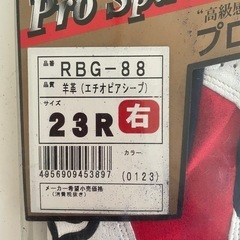 Pro Sp
"高級感
プロ
品番 RBG-88
品質 羊革(エチオピアシープ)
サイズ
23R 右
カラー
4956909453897 (0123)
メーカー希望小売価格
(消費税抜き)